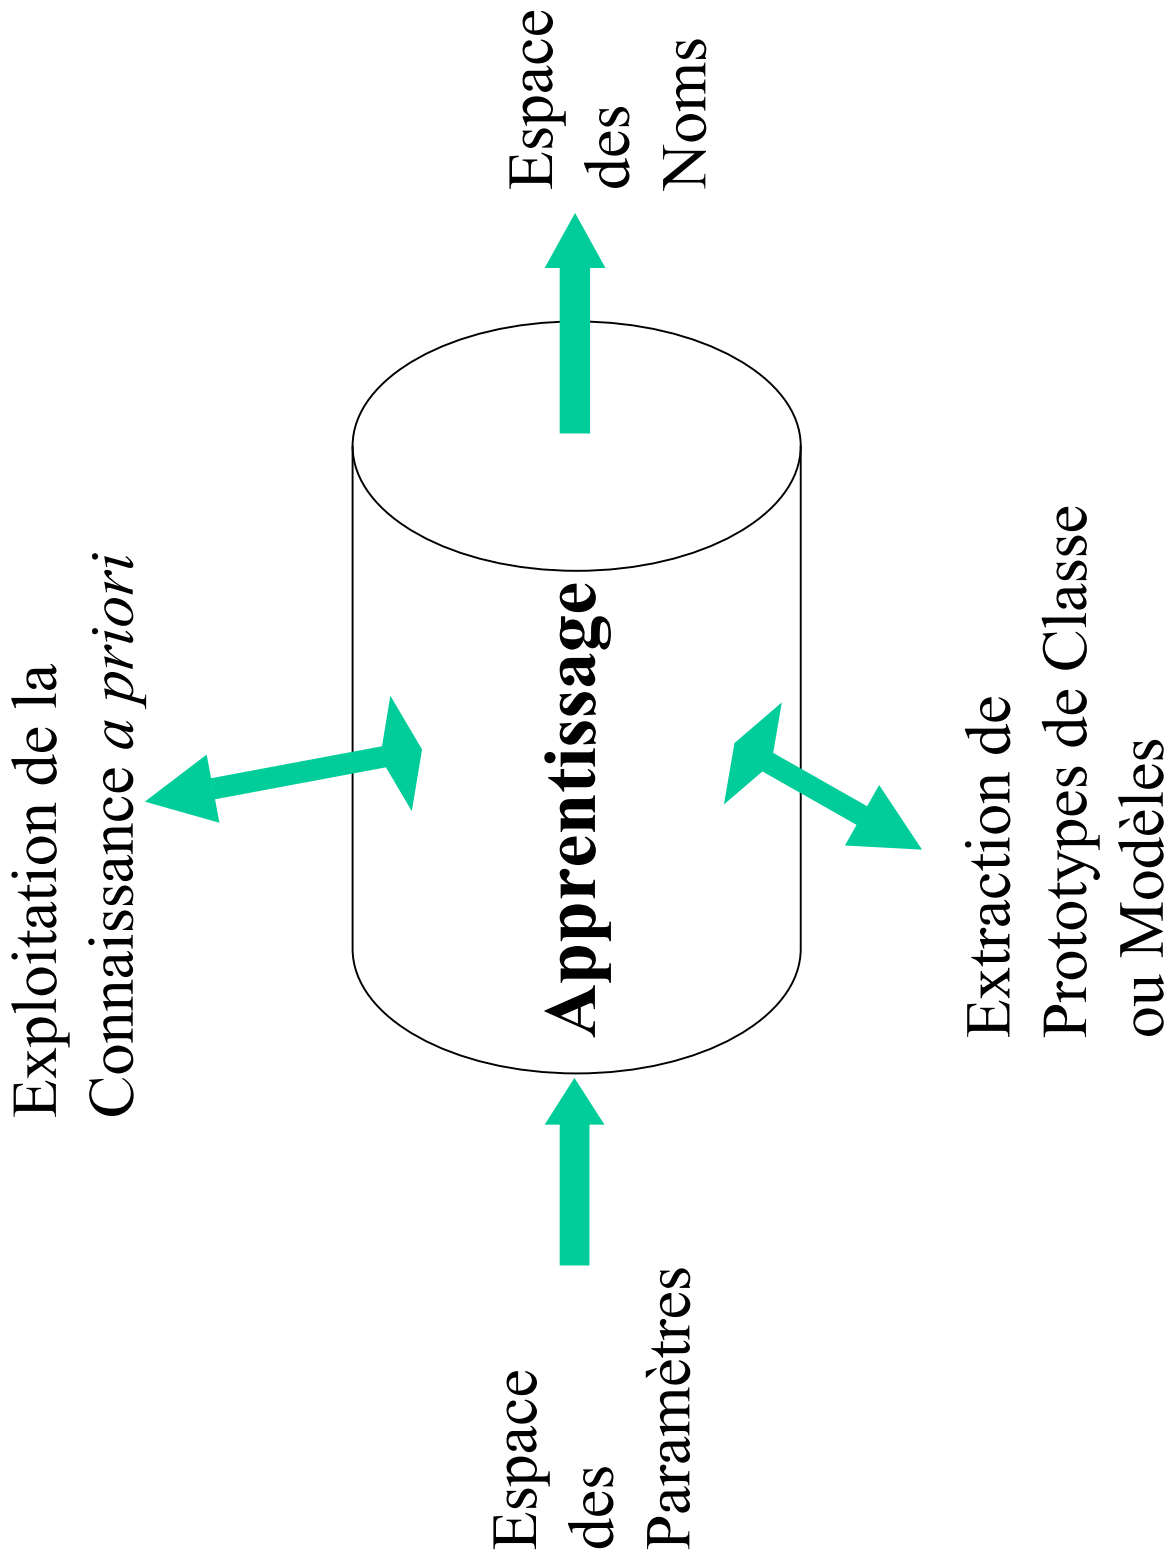 Exploitation de la
Connaissance a priori
Espace
des
Paramètres
Apprentissage
Espace
des
Noms
Extraction de
Prototypes de Classe
ou Modèles